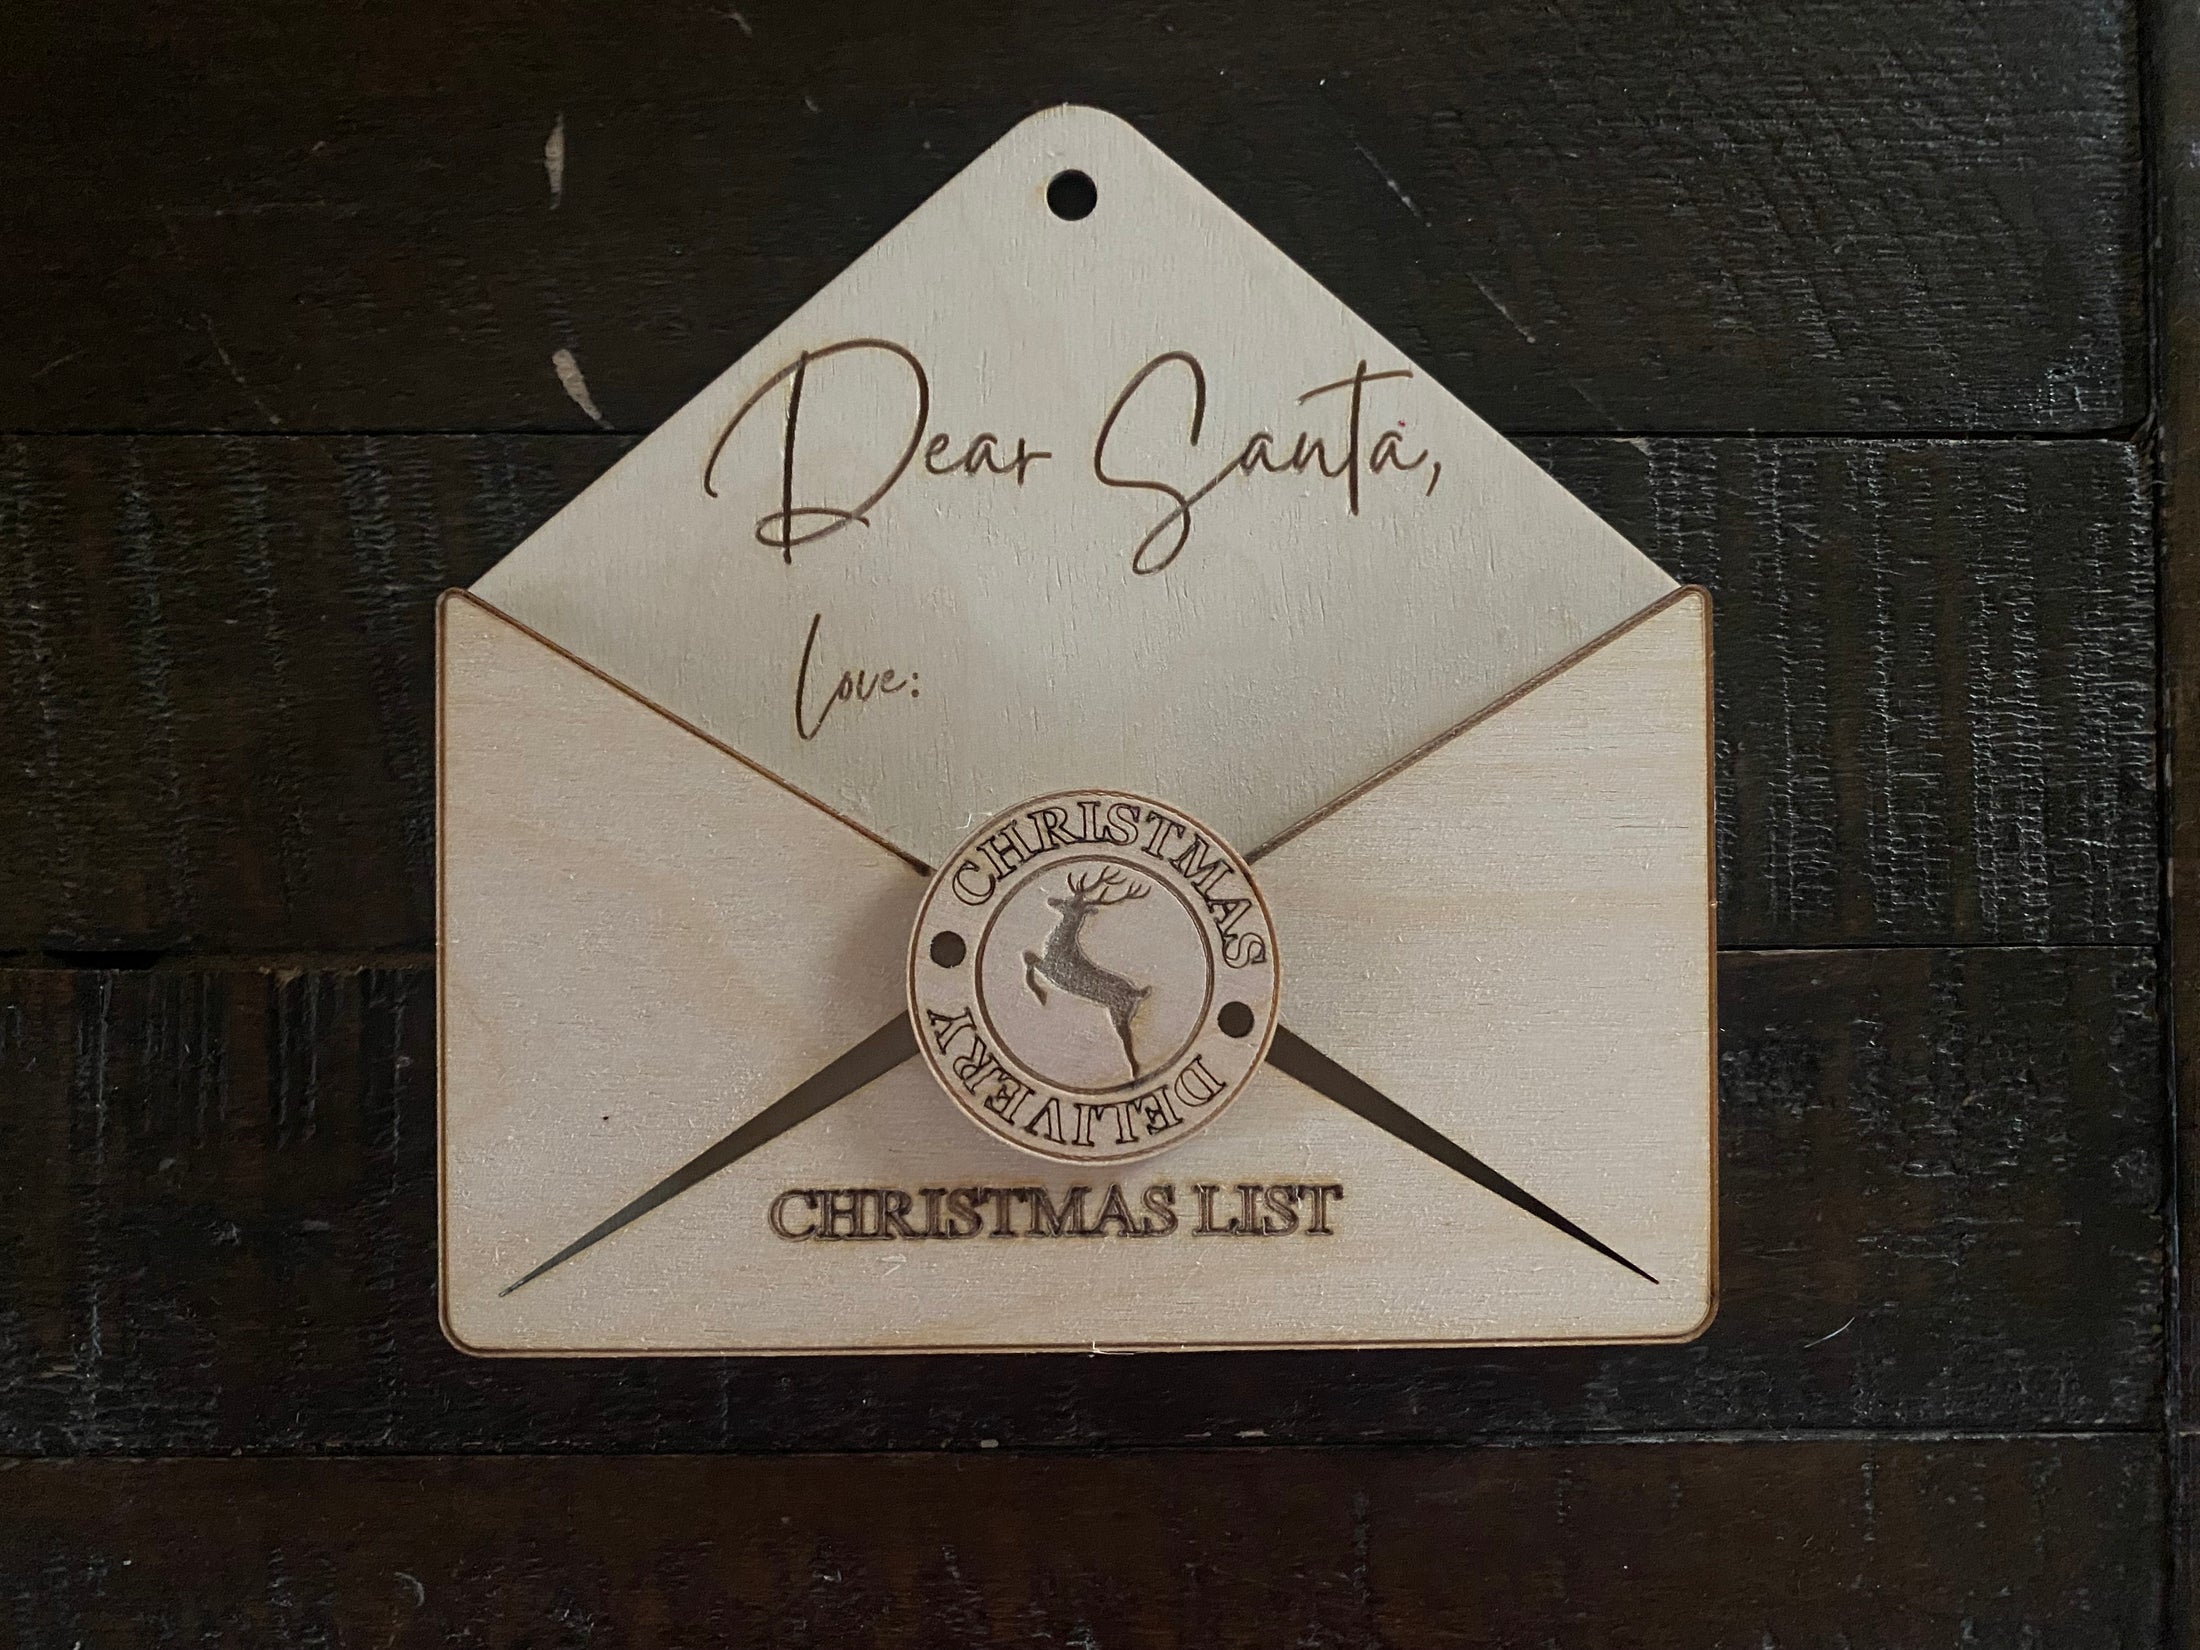 Dear Santa,
Love:
CHRISTMAS
DELIVERY
CHRISTMAS LIST